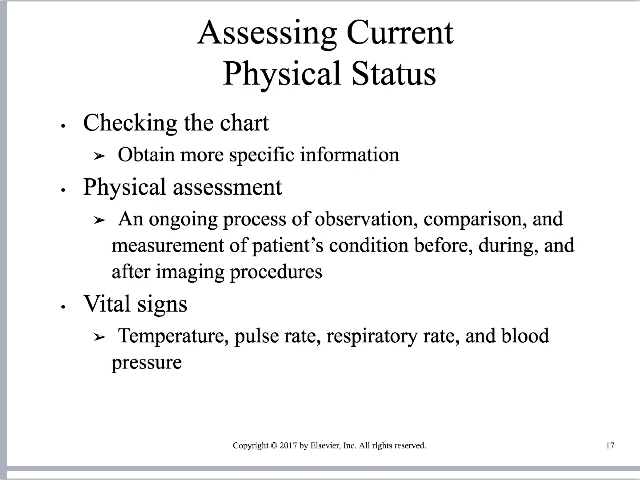 Assessing Current
Physical Status
• Checking the chart
➢ Obtain more specific information
• Physical assessment
➢ An ongoing process of observation, comparison, and
measurement of patient’s condition before, during, and
after imaging procedures
• Vital signs
➢ Temperature, pulse rate, respiratory rate, and blood
pressure
Copyright © 2017 by Elsevier, Inc. All rights reserved.
17